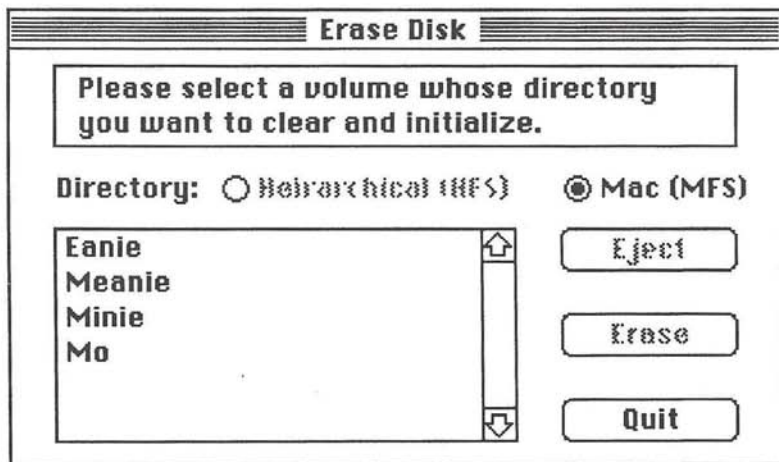 Erase Disk
Please select a volume whose directory
you want to clear and initialize.
Directory: Heirarchical (HFS) Mac (MFS)
Eanie
Meanie
Minie
Mo
Eject
Erase
Quit